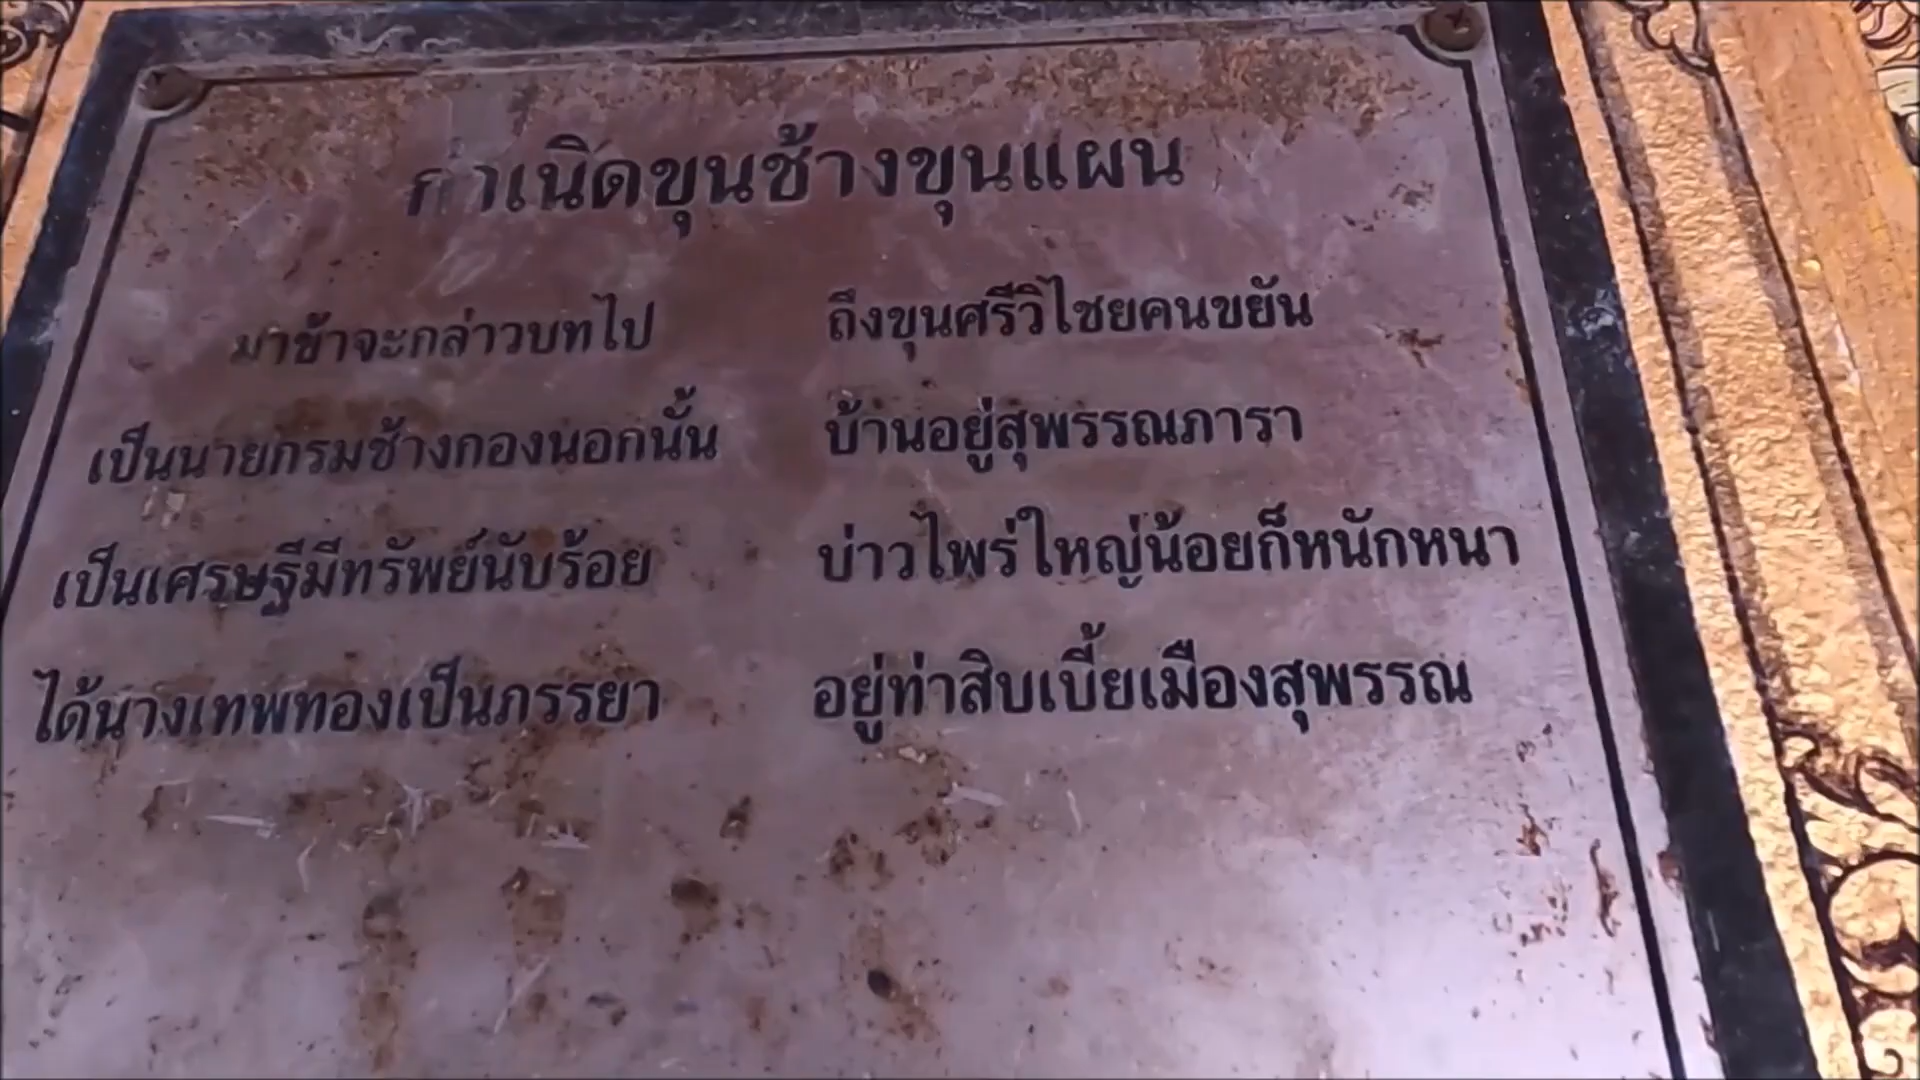 กำเนิดขุนช้างขุนแผน
มาข้าจะกล่าวบทไป ถึงขุนศรีวิไชยคนขยัน
เป็นนายกรมช้างกองนอกนั้น บ้านอยู่สุพรรณภารา
เป็นเศรษฐีมีทรัพย์นับร้อย บ่าวไพร่ใหญ่น้อยก็หนักหนา
ได้นางเทพทองเป็นภรรยา อยู่ท่าสิบเบี้ยเมืองสุพรรณ